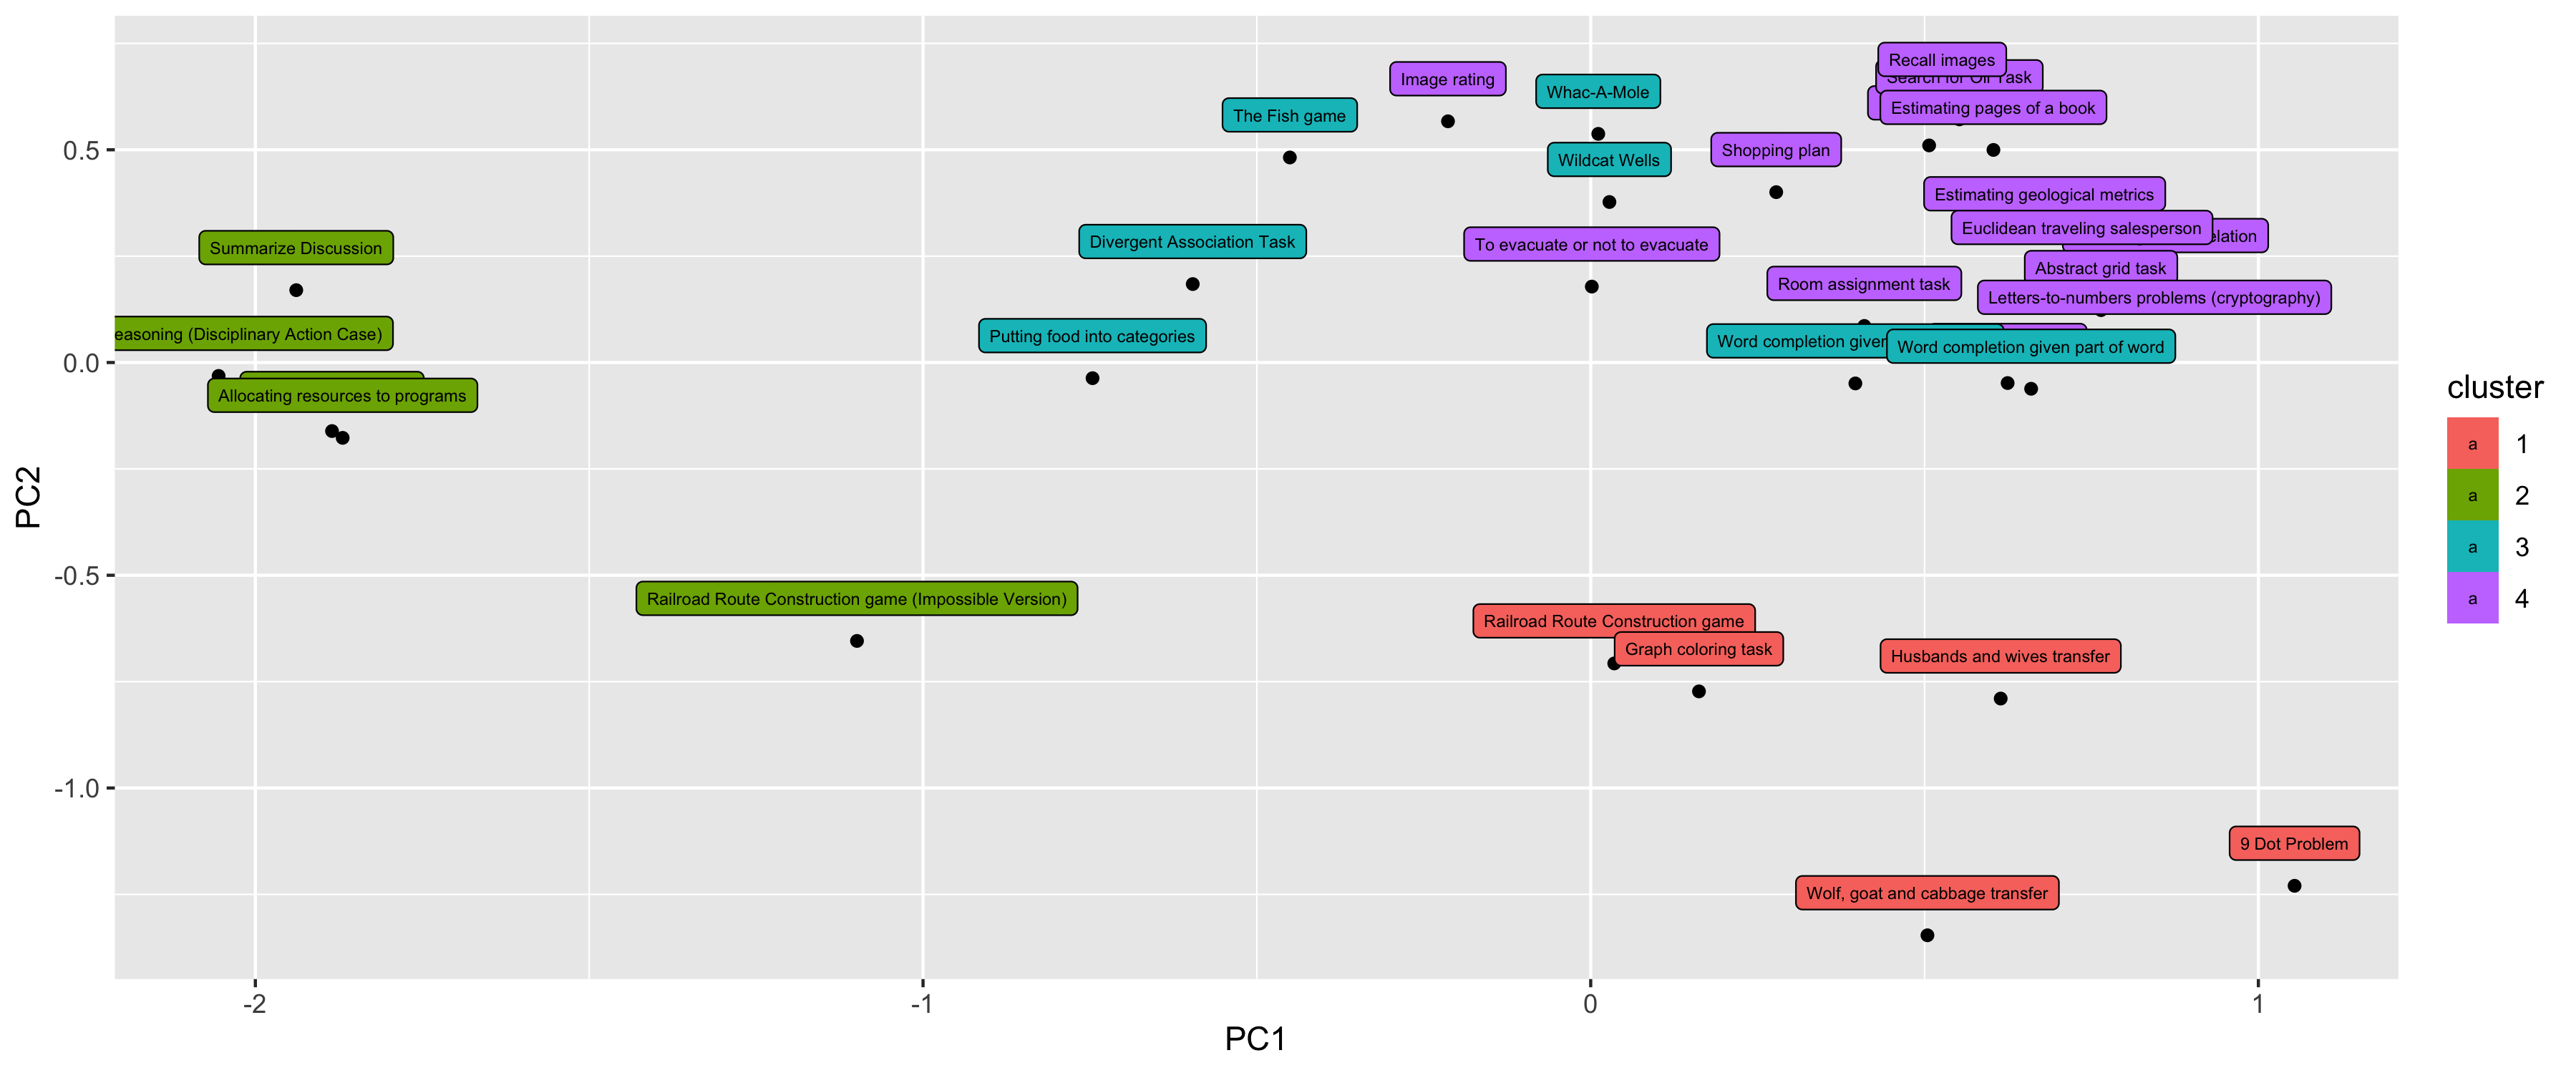 Recall images
Search for Oil Task
Image rating
Whac-A-Mole
Estimating pages of a book
The Fish game
0.5
Shopping plan
Wildcat Wells
Estimating geological metrics
Euclidean traveling salesperson
Divergent Association Task
To evacuate or not to evacuate
Summarize Discussion
Abstract grid task
Room assignment task
Letters-to-numbers problems (cryptography)
(Disciplinary Action Case)
Putting food into categories
Word completion given
Word completion given part of word
0.0
Allocating resources to programs
cluster
a 1
a 2
a 3
a 4
PC2
-0.5
Railroad Route Construction game (Impossible Version)
Railroad Route Construction game
Graph coloring task
Husbands and wives transfer
-1.0
9 Dot Problem
Wolf, goat and cabbage transfer
-2
-1
0
1
PC1